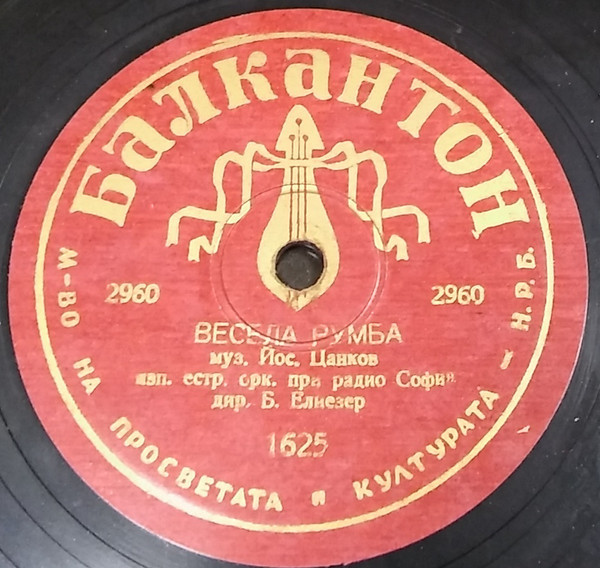 БАЛКАНТОН
2960 2960
ВЕСЕЛА РУМБА
муз. Йос. Цанков
изп. естр. орк. при радио София
дир. Б. Елиезер
1625
М-ВО НА ПРОСВЕТАТА и КУЛТУРАТА – Н.Р.Б.